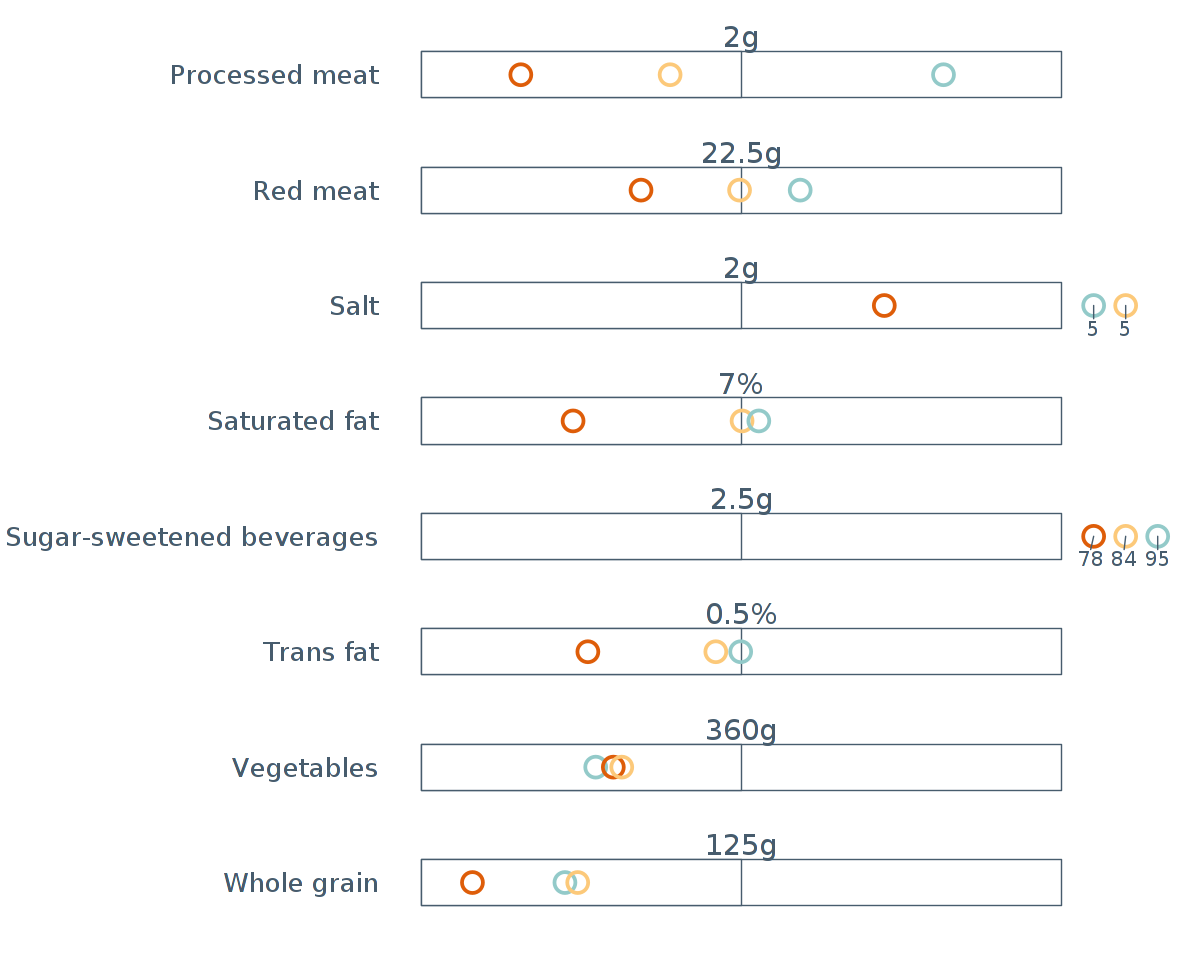 2g
Processed meat
22.5g
Red meat
2g
Salt
5 5
7%
Saturated fat
2.5g
Sugar-sweetened beverages
78 84 95
0.5%
Trans fat
360g
Vegetables
125g
Whole grain